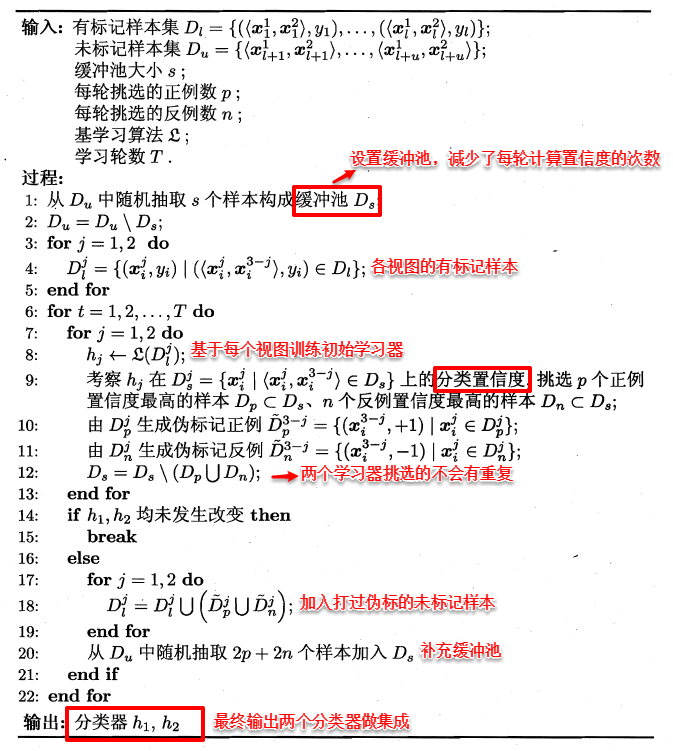 输入: 有标记样本集 D_l = {(⟨x_1^1, x_1^2⟩, y_1), ..., (⟨x_l^1, x_l^2⟩, y_l)};
未标记样本集 D_u = {⟨x_{l+1}^1, x_{l+1}^2⟩, ..., ⟨x_{l+u}^1, x_{l+u}^2⟩};
缓冲池大小 s ;
每轮挑选的正例数 p ;
每轮挑选的反例数 n ;
基学习算法 𝔏 ;
学习轮数 T .
设置缓冲池，减少了每轮计算置信度的次数
过程:
1: 从 D_u 中随机抽取 s 个样本构成缓冲池 D_s;
2: D_u = D_u \ D_s;
3: for j = 1, 2 do
4: D_l^j = {(x_i^j, y_i) | (⟨x_i^j, x_i^{3-j}⟩, y_i) ∈ D_l}; 各视图的有标记样本
5: end for
6: for t = 1, 2, ..., T do
7: for j = 1, 2 do
8: h_j ← 𝔏(D_l^j); 基于每个视图训练初始学习器
9: 考察 h_j 在 D_s^j = {x_i^j | ⟨x_i^j, x_i^{3-j}⟩ ∈ D_s} 上的分类置信度, 挑选 p 个正例
置信度最高的样本 D_p ⊂ D_s、n 个反例置信度最高的样本 D_n ⊂ D_s;
10: 由 D_p^j 生成伪标记正例 D̃_p^{3-j} = {(x_i^{3-j}, +1) | x_i^j ∈ D_p^j};
11: 由 D_n^j 生成伪标记反例 D̃_n^{3-j} = {(x_i^{3-j}, -1) | x_i^j ∈ D_n^j};
12: D_s = D_s \ (D_p ⋃ D_n); 两个学习器挑选的不会有重复
13: end for
14: if h_1, h_2 均未发生改变 then
15: break
16: else
17: for j = 1, 2 do
18: D_l^j = D_l^j ⋃ (D̃_p^j ⋃ D̃_n^j); 加入打过伪标的未标记样本
19: end for
20: 从 D_u 中随机抽取 2p + 2n 个样本加入 D_s 补充缓冲池
21: end if
22: end for
输出: 分类器 h_1, h_2 最终输出两个分类器做集成